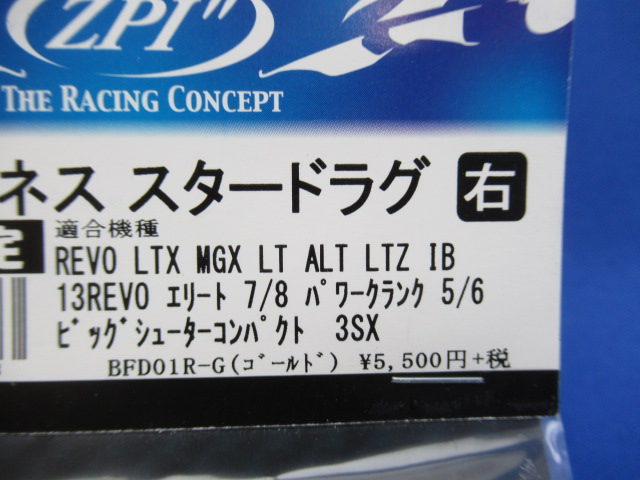 ZPI
THE RACING CONCEPT
ネス スタードラグ 右
定
適合機種
REVO LTX MGX LT ALT LTZ IB
13REVO ｴﾘｰﾄ 7/8 ﾊﾟﾜｰｸﾗﾝｸ 5/6
ﾋﾞｯｸﾞｼｭｰﾀｰｺﾝﾊﾟｸﾄ 3SX
BFD01R-G(ｺﾞｰﾙﾄﾞ) ¥5,500円+税